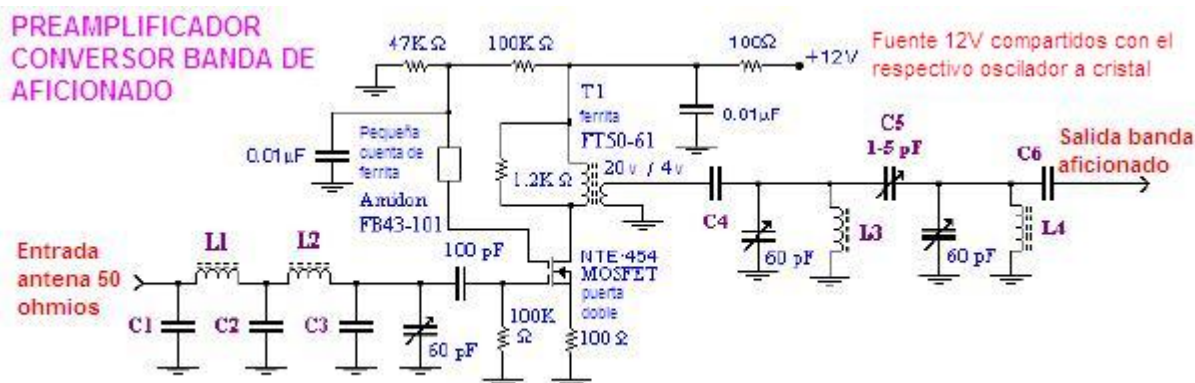 PREAMPLIFICADOR
CONVERSOR BANDA DE
AFICIONADO
47K Ω
100K Ω
100Ω
+12V
Fuente 12V compartidos con el
respectivo oscilador a cristal
0.01µF
Pequeña
cuenta de
ferrita
Amidon
FB43-101
T1
ferrita
FT50-61
20v / 4v
1.2K Ω
0.01µF
C4
60 pF
L3
C5
1-5 pF
60 pF
L4
C6
Salida banda
aficionado
Entrada
antena 50
ohmios
L1
L2
C1
C2
C3
60 pF
100 pF
100K
Ω
NTE-454
MOSFET
puerta
doble
100 Ω